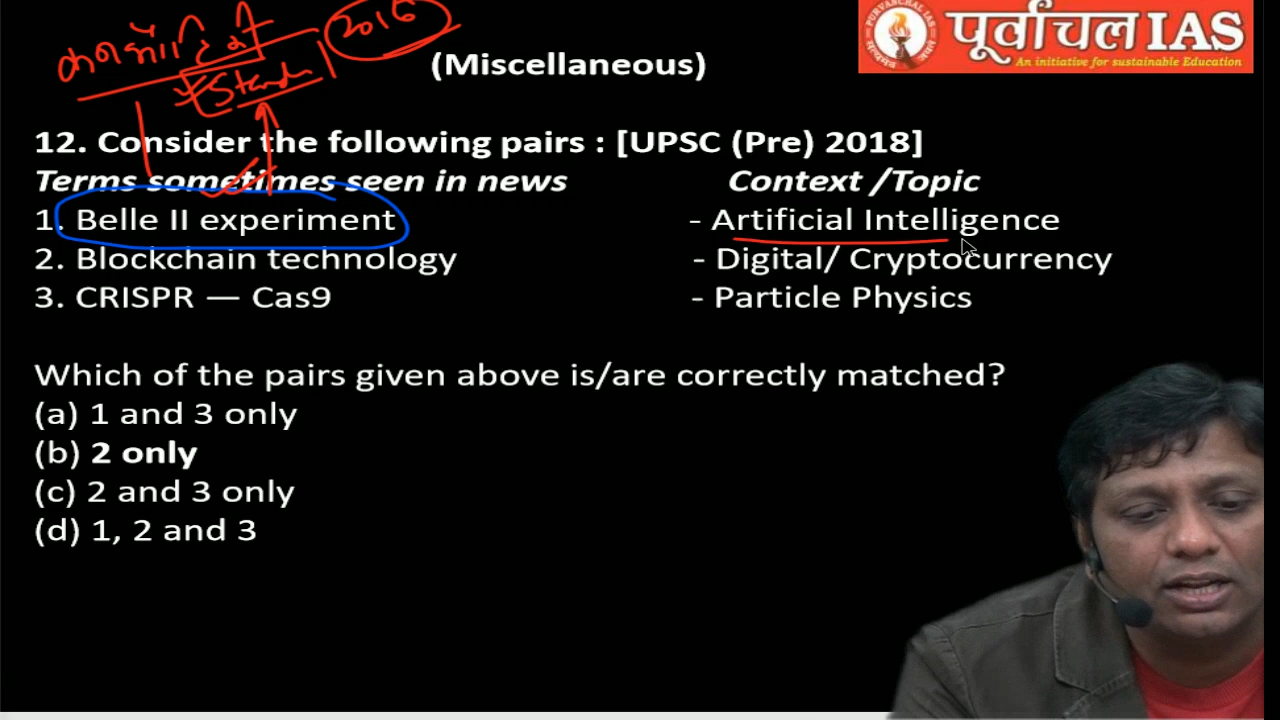 2016
(Miscellaneous)
PURVANCHAL IAS
पूर्वांचल IAS
An initiative for sustainable Education
12. Consider the following pairs : [UPSC (Pre) 2018]
Terms sometimes seen in news Context /Topic
1. Belle II experiment - Artificial Intelligence
2. Blockchain technology - Digital/ Cryptocurrency
3. CRISPR — Cas9 - Particle Physics
Which of the pairs given above is/are correctly matched?
(a) 1 and 3 only
(b) 2 only
(c) 2 and 3 only
(d) 1, 2 and 3